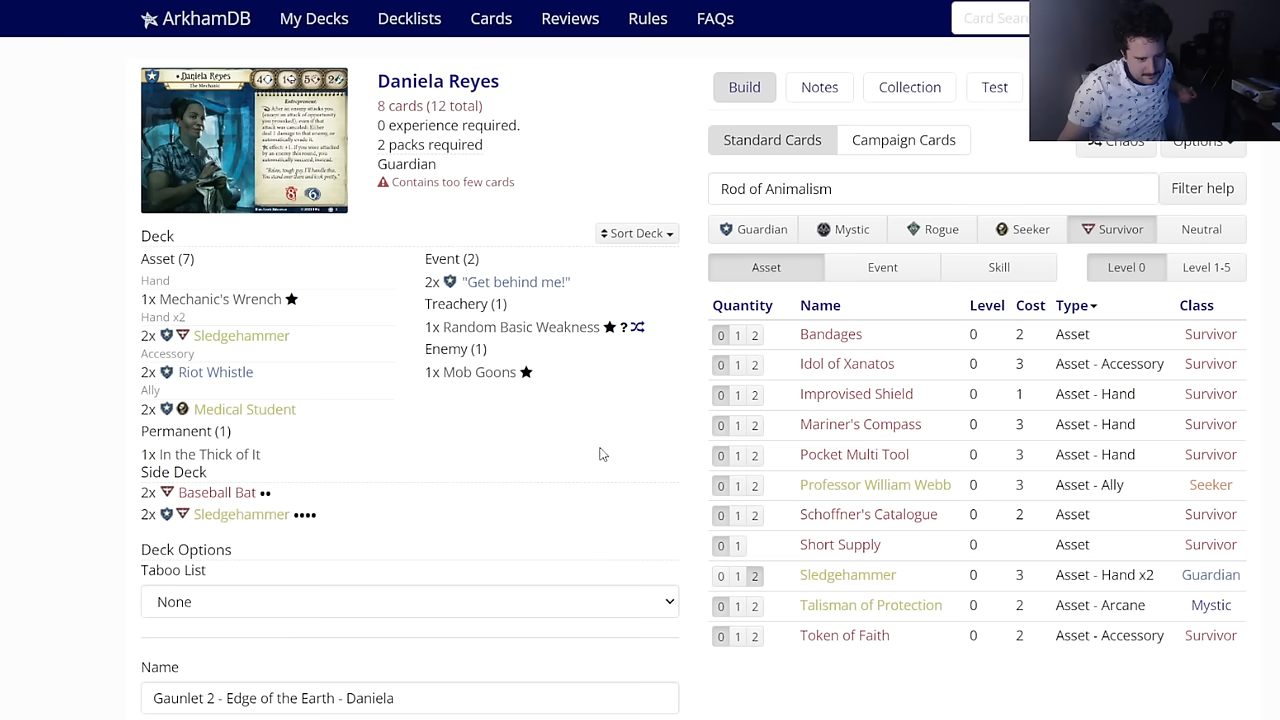 ArkhamDB My Decks Decklists Cards Reviews Rules FAQs Card Sear
Daniela Reyes
The Mechanic
Daniela Reyes
8 cards (12 total)
0 experience required.
2 packs required
Guardian
Contains too few cards
Build Notes Collection Test
Standard Cards Campaign Cards Chaos Options
Rod of Animalism Filter help
Guardian Mystic Rogue Seeker Survivor Neutral
Asset Event Skill Level 0 Level 1-5
Deck Sort Deck
Asset (7)
Hand
1x Mechanic's Wrench
Hand x2
2x Sledgehammer
Accessory
2x Riot Whistle
Ally
2x Medical Student
Permanent (1)
1x In the Thick of It
Event (2)
2x "Get behind me!"
Treachery (1)
1x Random Basic Weakness ?
Enemy (1)
1x Mob Goons
Side Deck
2x Baseball Bat ••
2x Sledgehammer ••••
Deck Options
Taboo List
None
Name
Gaunlet 2 - Edge of the Earth - Daniela
Quantity Name Level Cost Type Class
0 1 2 Bandages 0 2 Asset Survivor
0 1 2 Idol of Xanatos 0 3 Asset - Accessory Survivor
0 1 2 Improvised Shield 0 1 Asset - Hand Survivor
0 1 2 Mariner's Compass 0 3 Asset - Hand Survivor
0 1 2 Pocket Multi Tool 0 3 Asset - Hand Survivor
0 1 2 Professor William Webb 0 3 Asset - Ally Seeker
0 1 2 Schoffner's Catalogue 0 2 Asset Survivor
0 1 Short Supply 0 Asset Survivor
0 1 2 Sledgehammer 0 3 Asset - Hand x2 Guardian
0 1 2 Talisman of Protection 0 2 Asset - Arcane Mystic
0 1 2 Token of Faith 0 2 Asset - Accessory Survivor